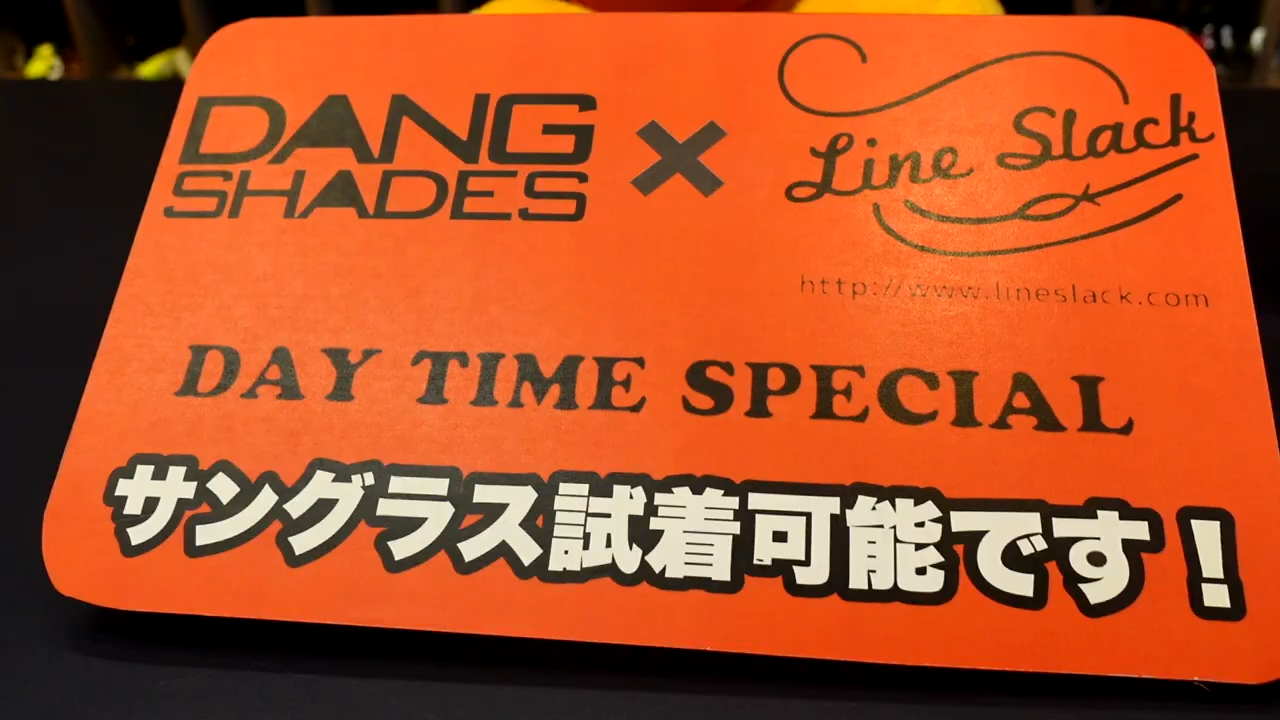 DANG SHADES × Line Slack
http://www.lineslack.com
DAY TIME SPECIAL
サングラス試着可能です！